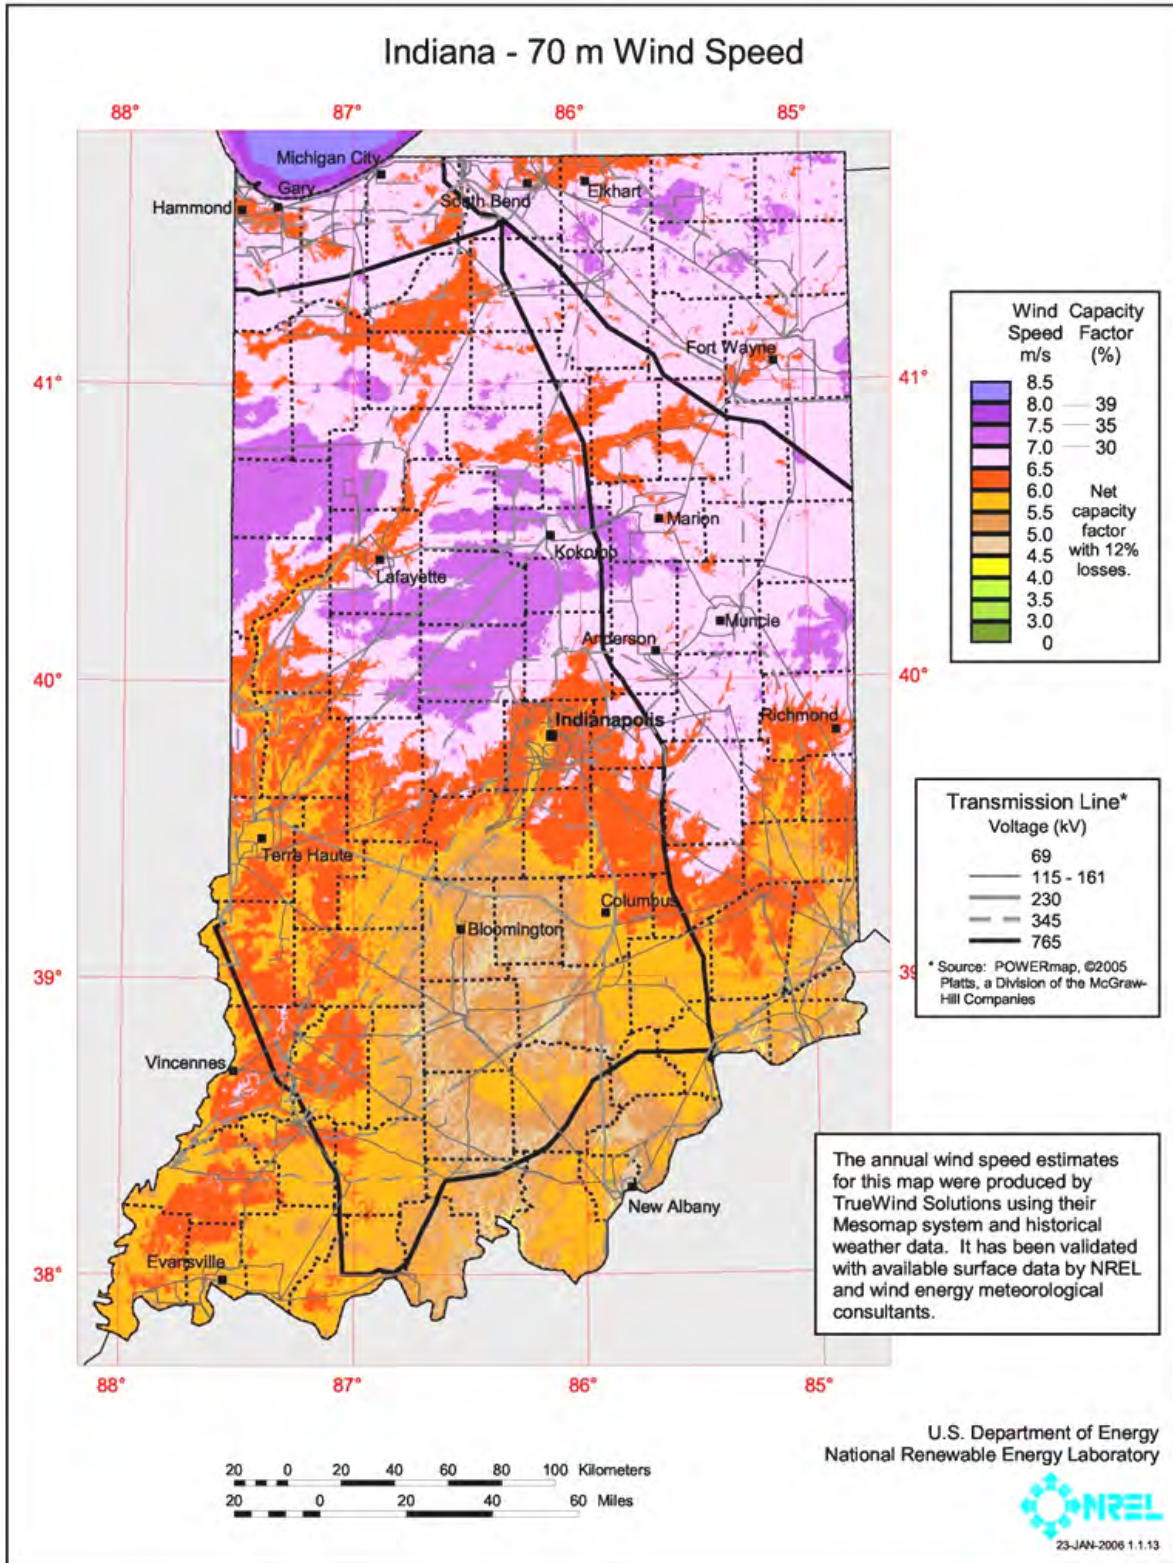 Indiana - 70 m Wind Speed
88° 87° 86° 85°
Michigan City
Gary
Hammond
South Bend
Elkhart
Fort Wayne
41° 41°
Marion
Kokomo
Lafayette
Muncie
Anderson
40° 40°
Richmond
Indianapolis
Terre Haute
Columbus
Bloomington
39° 39
Vincennes
New Albany
Evansville
38°
88° 87° 86° 85°
Wind Capacity
Speed Factor
m/s (%)
8.5
8.0 39
7.5 35
7.0 30
6.5
6.0 Net
5.5 capacity
5.0 factor
4.5 with 12%
4.0 losses.
3.5
3.0
0
Transmission Line*
Voltage (kV)
69
115 - 161
230
345
765
* Source: POWERmap, ©2005
Platts, a Division of the McGraw-
Hill Companies
The annual wind speed estimates
for this map were produced by
TrueWind Solutions using their
Mesomap system and historical
weather data. It has been validated
with available surface data by NREL
and wind energy meteorological
consultants.
20 0 20 40 60 80 100 Kilometers
20 0 20 40 60 Miles
U.S. Department of Energy
National Renewable Energy Laboratory
NREL
23-JAN-2006 1.1.13